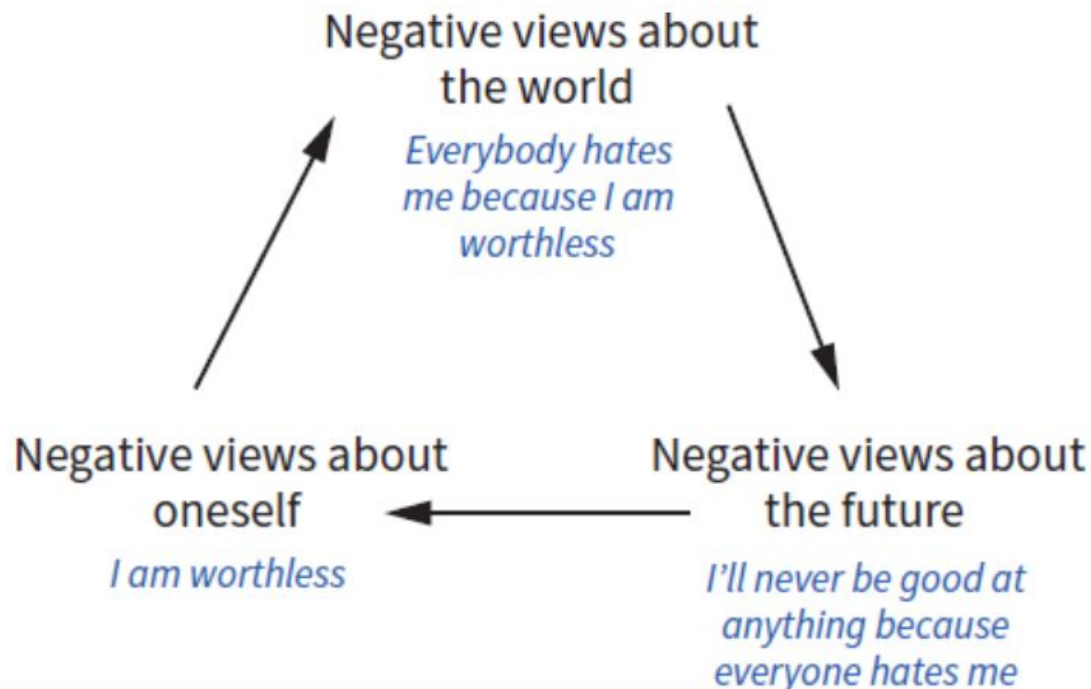 Negative views about
the world
Everybody hates
me because I am
worthless
Negative views about
oneself
I am worthless
Negative views about
the future
I'll never be good at
anything because
everyone hates me